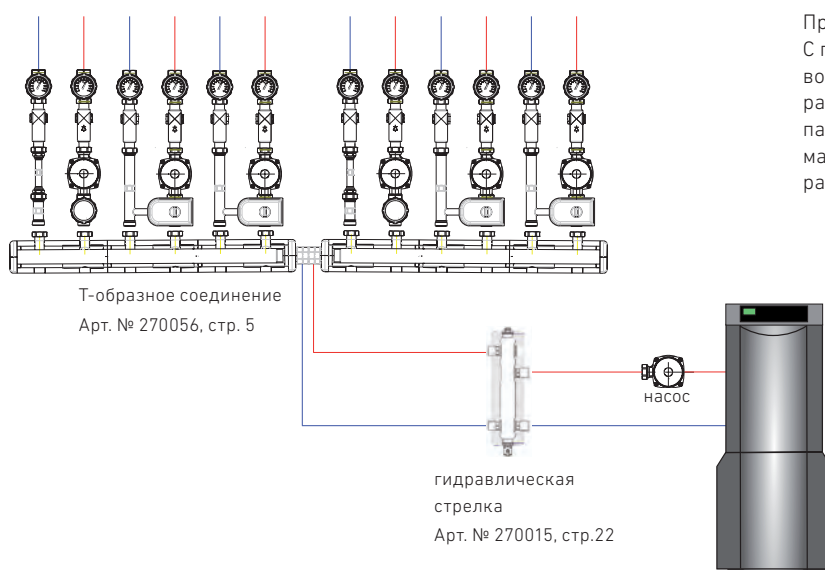 Т-образное соединение
Арт. № 270056, стр. 5
насос
гидравлическая
стрелка
Арт. № 270015, стр.22